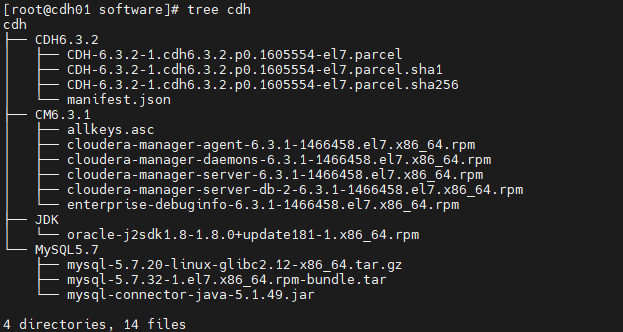 [root@cdh01 software]# tree cdh
cdh
├── CDH6.3.2
│   ├── CDH-6.3.2-1.cdh6.3.2.p0.1605554-el7.parcel
│   ├── CDH-6.3.2-1.cdh6.3.2.p0.1605554-el7.parcel.sha1
│   ├── CDH-6.3.2-1.cdh6.3.2.p0.1605554-el7.parcel.sha256
│   └── manifest.json
├── CM6.3.1
│   ├── allkeys.asc
│   ├── cloudera-manager-agent-6.3.1-1466458.el7.x86_64.rpm
│   ├── cloudera-manager-daemons-6.3.1-1466458.el7.x86_64.rpm
│   ├── cloudera-manager-server-6.3.1-1466458.el7.x86_64.rpm
│   ├── cloudera-manager-server-db-2-6.3.1-1466458.el7.x86_64.rpm
│   └── enterprise-debuginfo-6.3.1-1466458.el7.x86_64.rpm
├── JDK
│   └── oracle-j2sdk1.8-1.8.0+update181-1.x86_64.rpm
└── MySQL5.7
    ├── mysql-5.7.20-linux-glibc2.12-x86_64.tar.gz
    ├── mysql-5.7.32-1.el7.x86_64.rpm-bundle.tar
    └── mysql-connector-java-5.1.49.jar

4 directories, 14 files